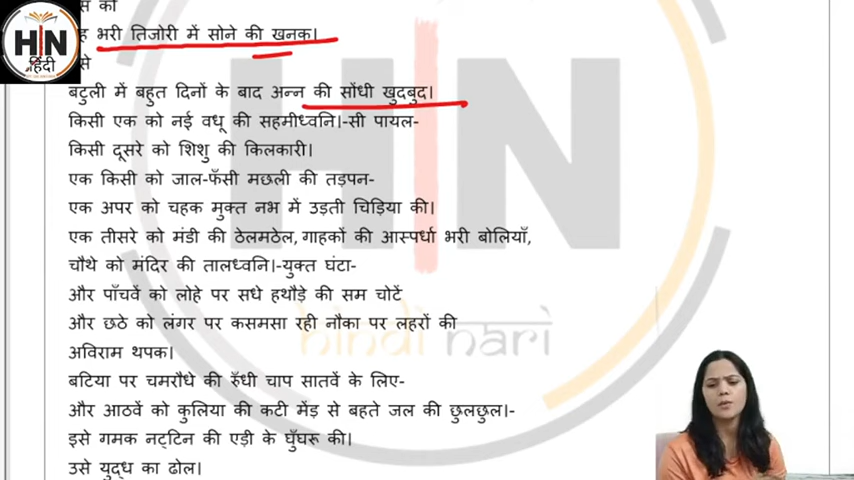 स को
ह भरी तिजोरी में सोने की खनक।
HIN
हिंदी
से
बटुली में बहुत दिनों के बाद अन्न की सोंधी खुदबुद।
किसी एक को नई वधू की सहमीध्वनि।-सी पायल-
किसी दूसरे को शिशु की किलकारी।
एक किसी को जाल-फँसी मछली की तड़पन-
एक अपर को चहक मुक्त नभ में उड़ती चिड़िया की।
एक तीसरे को मंडी की ठेलमठेल, गाहकों की आस्पर्धा भरी बोलियाँ,
चौथे को मंदिर की तालध्वनि।-युक्त घंटा-
और पाँचवें को लोहे पर सधे हथौड़े की सम चोटें
और छठे को लंगर पर कसमसा रही नौका पर लहरों की
अविराम थपक।
बटिया पर चमरौधे की रुँधी चाप सातवें के लिए-
और आठवें को कुलिया की कटी मेंड़ से बहते जल की छुलछुल।-
इसे गमक नट्टिन की एड़ी के घुँघरू की।
उसे युद्ध का ढोल।
HIN
hindi nari